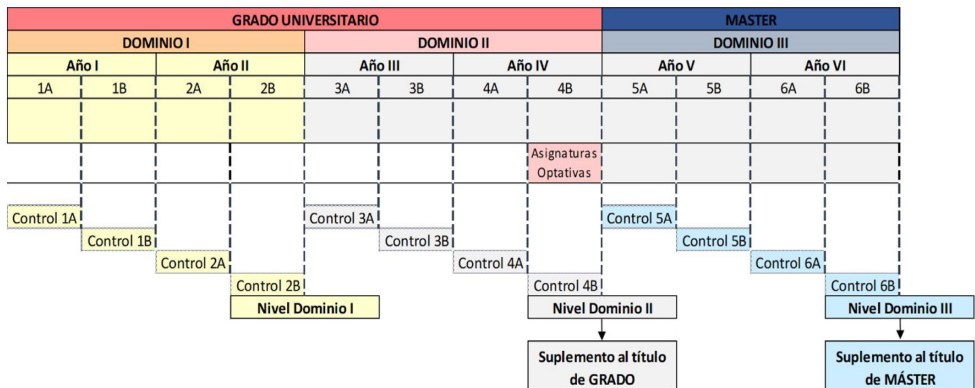 GRADO UNIVERSITARIO MASTER
DOMINIO I DOMINIO II DOMINIO III
Año I Año II Año III Año IV Año V Año VI
1A 1B 2A 2B 3A 3B 4A 4B 5A 5B 6A 6B
Asignaturas
Optativas
Control 1A Control 3A Control 5A
Control 1B Control 3B Control 5B
Control 2A Control 4A Control 6A
Control 2B Control 4B Control 6B
Nivel Dominio I Nivel Dominio II Nivel Dominio III
Suplemento al título Suplemento al título
de GRADO de MÁSTER